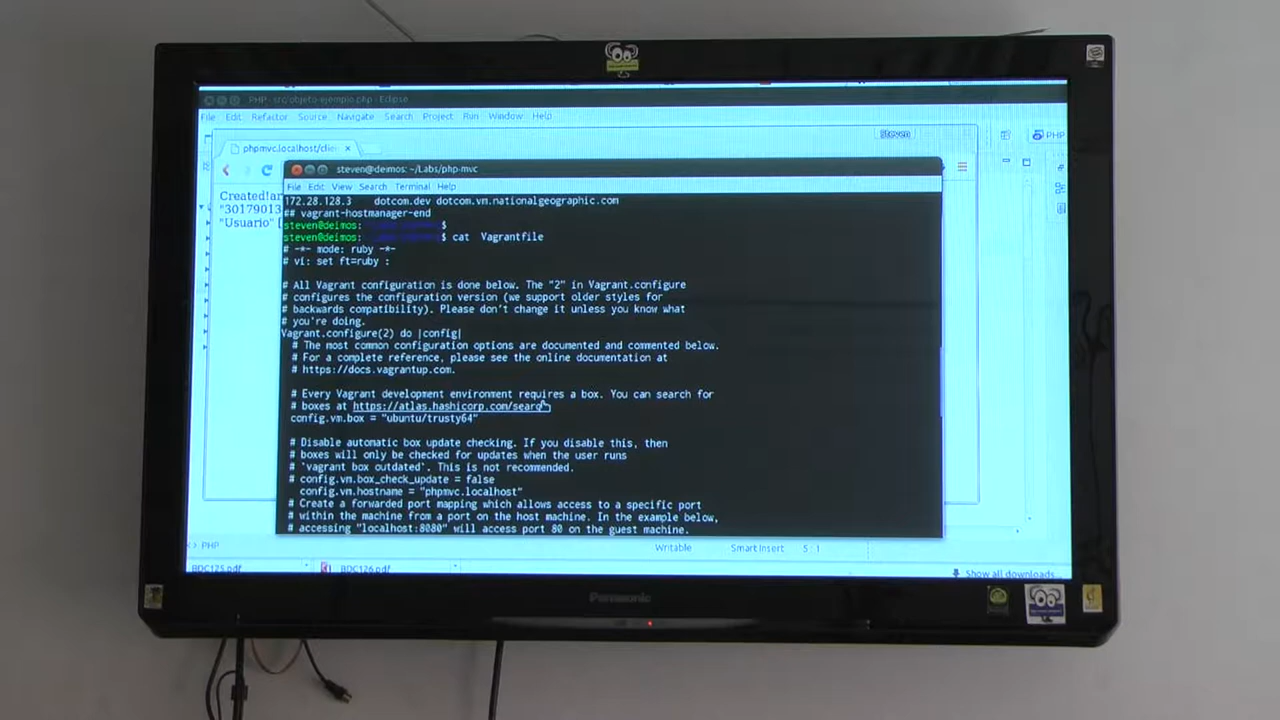 PHP - src/objeto-ejemplo.php - Eclipse
File Edit Refactor Source Navigate Search Project Run Window Help
Steven
PHP
phpmvc.localhost/clie
steven@deimos: ~/Labs/php-mvc
File Edit View Search Terminal Help
Created!ar
"30179013
"Usuario" [
172.28.128.3 dotcom.dev dotcom.vm.nationalgeographic.com
## vagrant-hostmanager-end
steven@deimos: $
steven@deimos: $ cat Vagrantfile
# -*- mode: ruby -*-
# vi: set ft=ruby :
# All Vagrant configuration is done below. The "2" in Vagrant.configure
# configures the configuration version (we support older styles for
# backwards compatibility). Please don't change it unless you know what
# you're doing.
Vagrant.configure(2) do |config|
# The most common configuration options are documented and commented below.
# For a complete reference, please see the online documentation at
# https://docs.vagrantup.com.
# Every Vagrant development environment requires a box. You can search for
# boxes at https://atlas.hashicorp.com/search
config.vm.box = "ubuntu/trusty64"
# Disable automatic box update checking. If you disable this, then
# boxes will only be checked for updates when the user runs
# `vagrant box outdated`. This is not recommended.
# config.vm.box_check_update = false
config.vm.hostname = "phpmvc.localhost"
# Create a forwarded port mapping which allows access to a specific port
# within the machine from a port on the host machine. In the example below,
# accessing "localhost:8080" will access port 80 on the guest machine.
PHP Writable Smart Insert 5:1
BDC125.pdf BDC126.pdf Show all downloads...
Panasonic